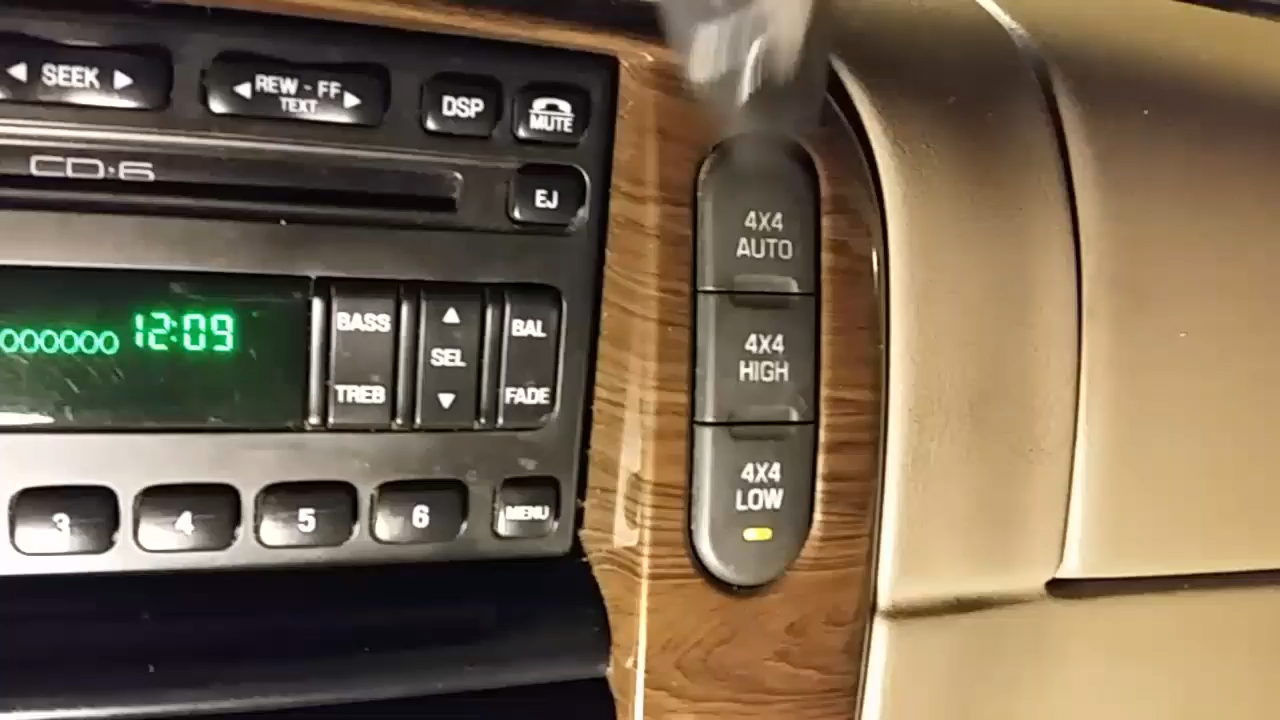 SEEK
REW - FF
TEXT
DSP
MUTE
CD·6
EJ
000000 12:09
BASS
TREB
SEL
BAL
FADE
3
4
5
6
MENU
4X4
AUTO
4X4
HIGH
4X4
LOW